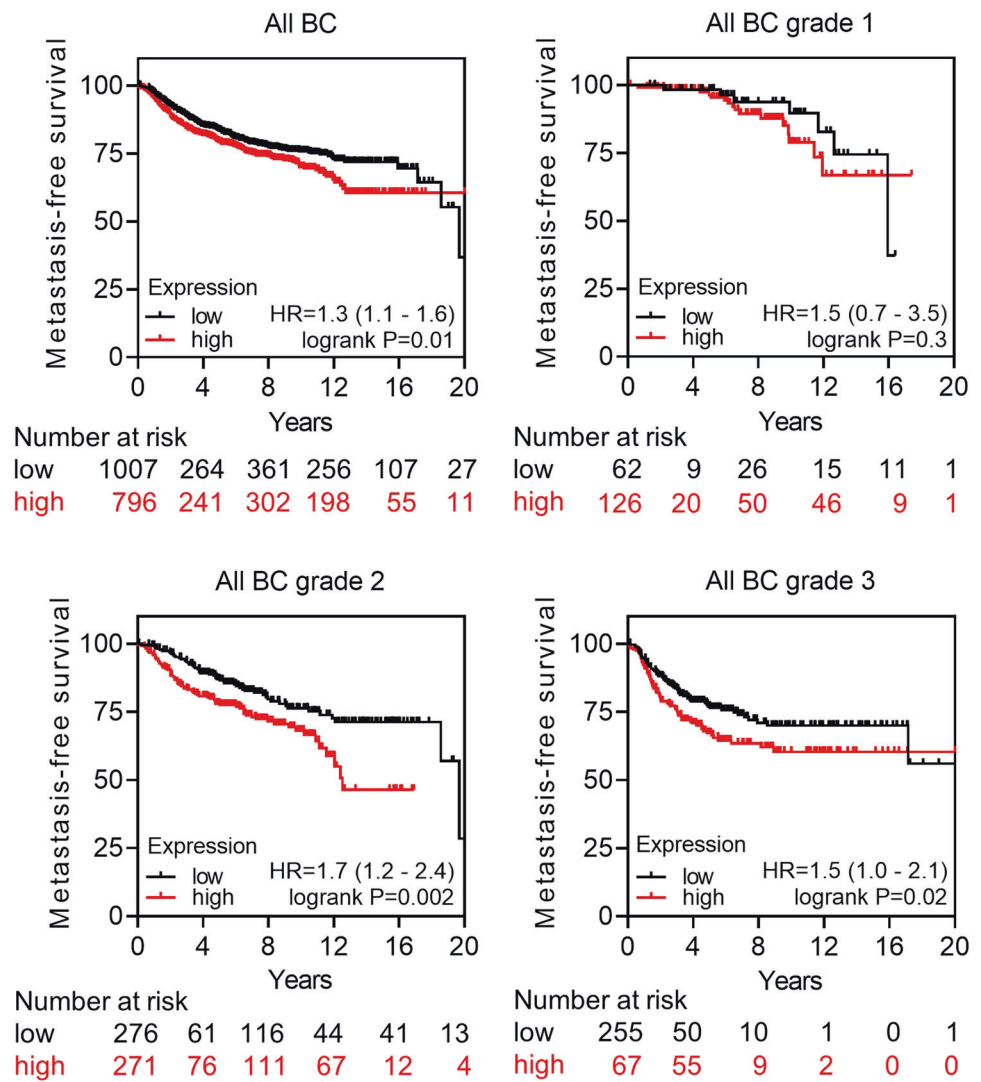 All BC
Metastasis-free survival
100
75
50
25
0
Expression
low
high
HR=1.3 (1.1 - 1.6)
logrank P=0.01
0 4 8 12 16 20
Years
Number at risk
low 1007 264 361 256 107 27
high 796 241 302 198 55 11
All BC grade 1
Metastasis-free survival
100
75
50
25
0
Expression
low
high
HR=1.5 (0.7 - 3.5)
logrank P=0.3
0 4 8 12 16 20
Years
Number at risk
low 62 9 26 15 11 1
high 126 20 50 46 9 1
All BC grade 2
Metastasis-free survival
100
75
50
25
0
Expression
low
high
HR=1.7 (1.2 - 2.4)
logrank P=0.002
0 4 8 12 16 20
Years
Number at risk
low 276 61 116 44 41 13
high 271 76 111 67 12 4
All BC grade 3
Metastasis-free survival
100
75
50
25
0
Expression
low
high
HR=1.5 (1.0 - 2.1)
logrank P=0.02
0 4 8 12 16 20
Years
Number at risk
low 255 50 10 1 0 1
high 67 55 9 2 0 0